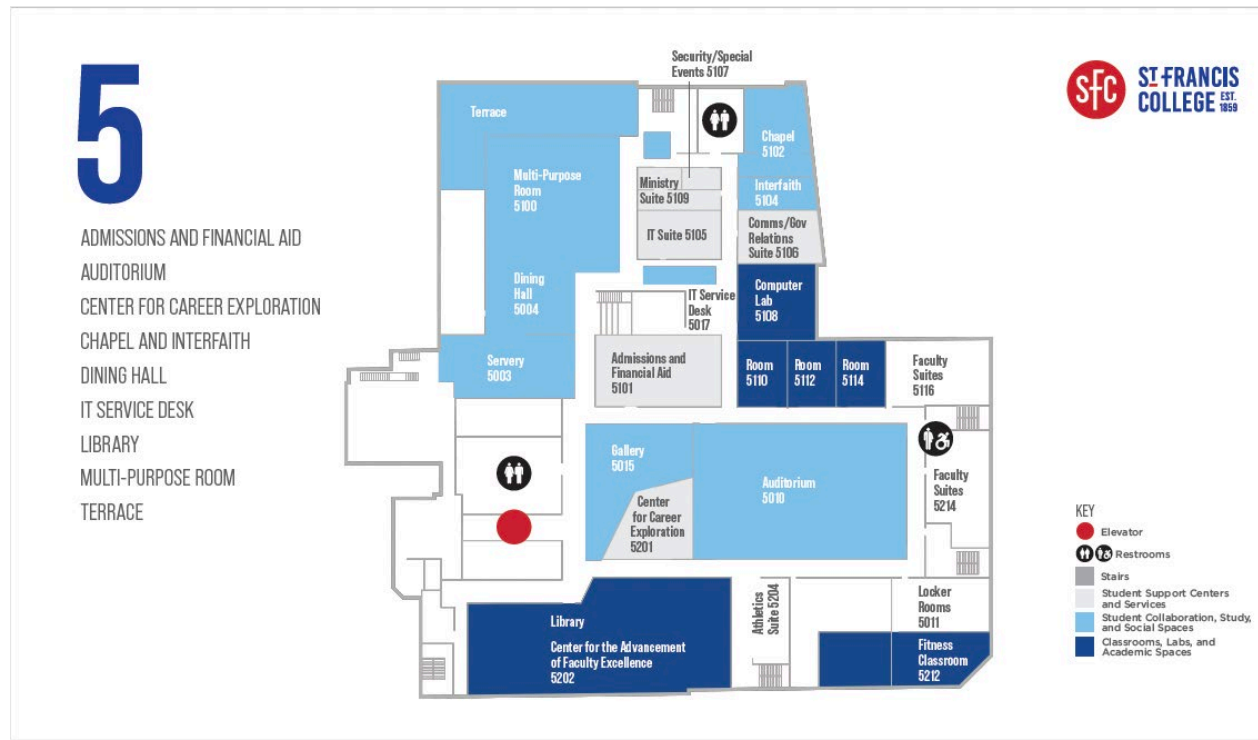 5
ADMISSIONS AND FINANCIAL AID
AUDITORIUM
CENTER FOR CAREER EXPLORATION
CHAPEL AND INTERFAITH
DINING HALL
IT SERVICE DESK
LIBRARY
MULTI-PURPOSE ROOM
TERRACE
Security/Special
Events 5107
SFC
ST. FRANCIS
COLLEGE EST.
1859
Terrace
Chapel
5102
Multi-Purpose
Room
5100
Ministry
Suite 5109
Interfaith
5104
IT Suite 5105
Comms/Gov
Relations
Suite 5106
Dining
Hall
5004
IT Service
Desk
5017
Computer
Lab
5108
Servery
5003
Admissions and
Financial Aid
5101
Room
5110
Room
5112
Room
5114
Faculty
Suites
5116
Gallery
5015
Auditorium
5010
Faculty
Suites
5214
Center
for Career
Exploration
5201
Library
Center for the Advancement
of Faculty Excellence
5202
Athletics
Suite 5204
Locker
Rooms
5011
Fitness
Classroom
5212
KEY
Elevator
Restrooms
Stairs
Student Support Centers
and Services
Student Collaboration, Study,
and Social Spaces
Classrooms, Labs, and
Academic Spaces